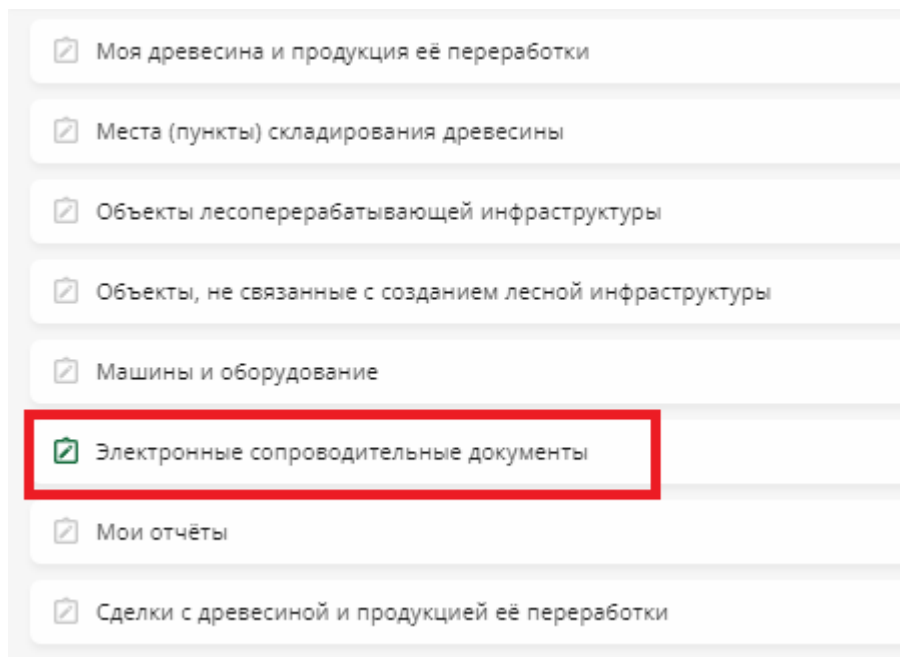 Моя древесина и продукция её переработки
Места (пункты) складирования древесины
Объекты лесоперерабатывающей инфраструктуры
Объекты, не связанные с созданием лесной инфраструктуры
Машины и оборудование
Электронные сопроводительные документы
Мои отчёты
Сделки с древесиной и продукцией её переработки